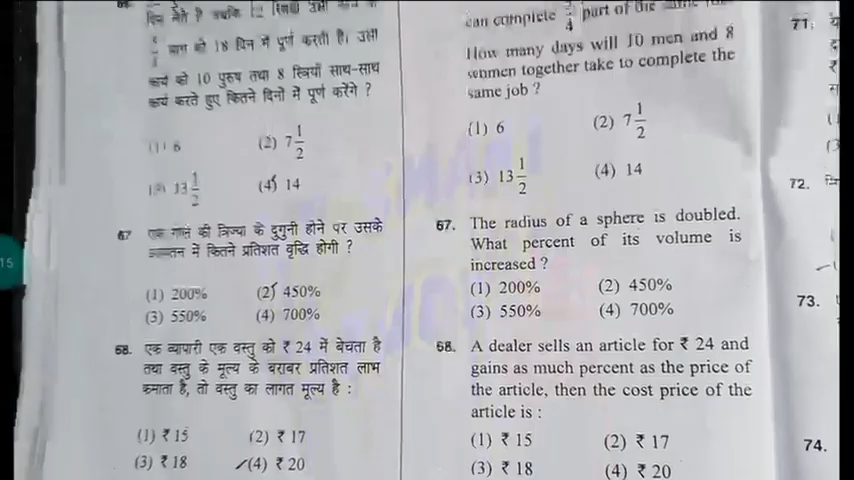 भाग को 18 दिन में पूर्ण करती है। उसी
कार्य को 10 पुरुष तथा 8 स्त्रियाँ साथ-साथ
कार्य करते हुए कितने दिनों में पूर्ण करेंगे ?
(1) 6
(2) 7 1/2
(3) 13 1/2
(4) 14
67 एक गोले की त्रिज्या के दुगुनी होने पर उसके
आयतन में कितने प्रतिशत वृद्धि होगी ?
(1) 200%
(2) 450%
(3) 550%
(4) 700%
68. एक व्यापारी एक वस्तु को ₹ 24 में बेचता है
तथा वस्तु के मूल्य के बराबर प्रतिशत लाभ
कमाता है, तो वस्तु का लागत मूल्य है :
(1) ₹ 15
(2) ₹ 17
(3) ₹ 18
(4) ₹ 20
can complete 3/4 part of the same
How many days will 10 men and 8
women together take to complete the
same job ?
(1) 6
(2) 7 1/2
(3) 13 1/2
(4) 14
67. The radius of a sphere is doubled.
What percent of its volume is
increased ?
(1) 200%
(2) 450%
(3) 550%
(4) 700%
68. A dealer sells an article for ₹ 24 and
gains as much percent as the price of
the article, then the cost price of the
article is :
(1) ₹ 15
(2) ₹ 17
(3) ₹ 18
(4) ₹ 20
71.
72.
73.
74.
15